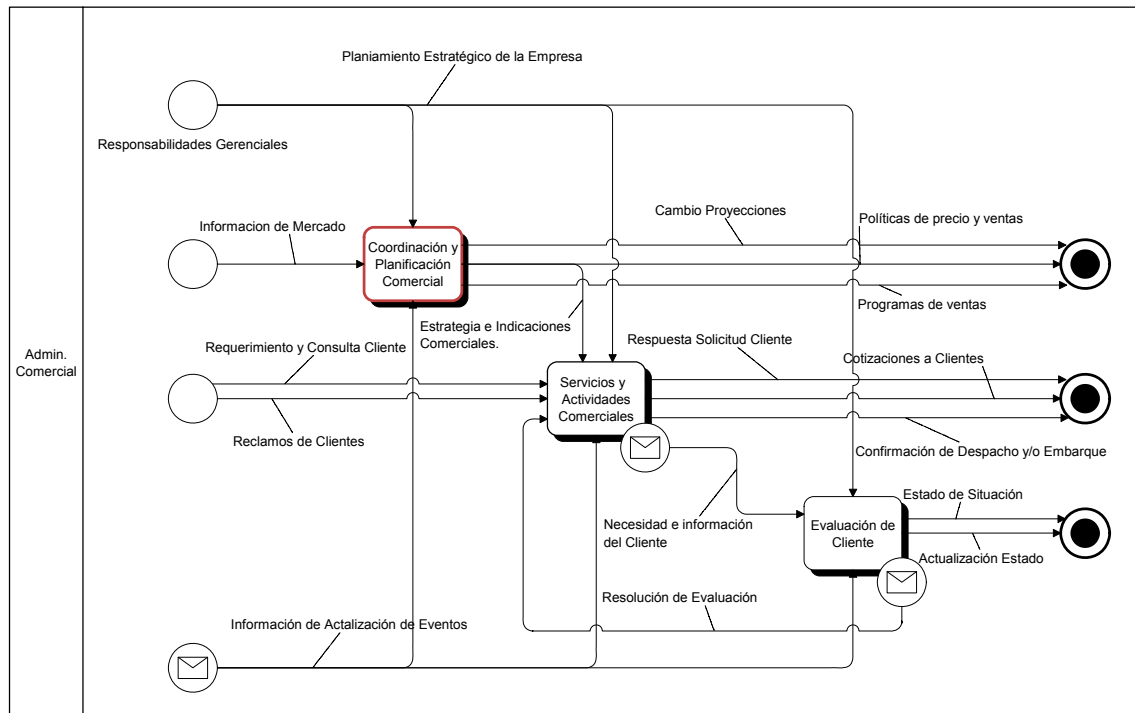 Planiamiento Estratégico de la Empresa
Responsabilidades Gerenciales
Informacion de Mercado
Cambio Proyecciones
Políticas de precio y ventas
Coordinación y
Planificación
Comercial
Programas de ventas
Estrategia e Indicaciones
Comerciales.
Admin.
Comercial
Requerimiento y Consulta Cliente
Respuesta Solicitud Cliente
Cotizaciones a Clientes
Servicios y
Actividades
Comerciales
Reclamos de Clientes
Confirmación de Despacho y/o Embarque
Estado de Situación
Necesidad e información
del Cliente
Evaluación de
Cliente
Actualización Estado
Resolución de Evaluación
Información de Actalización de Eventos